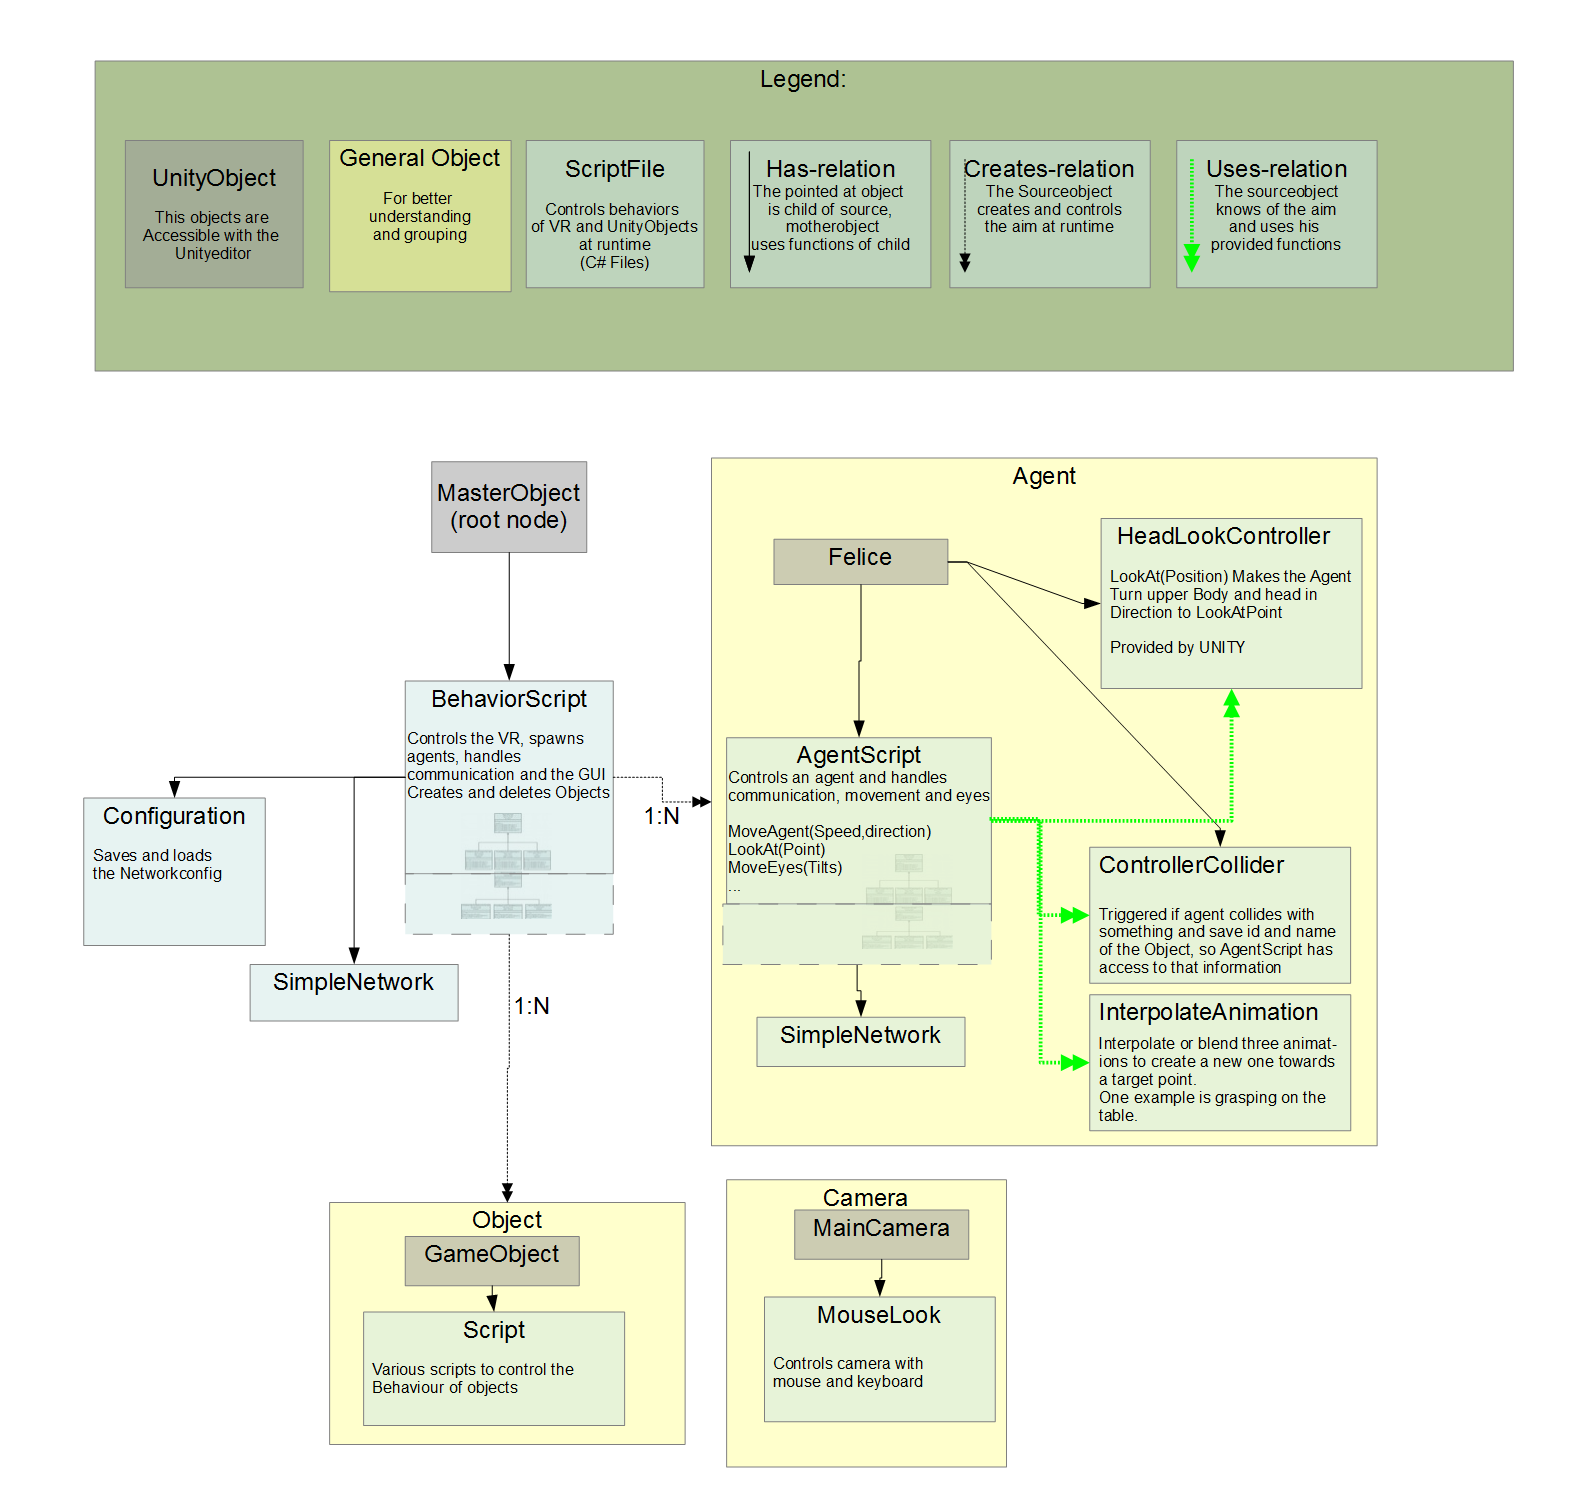 Legend:
UnityObject
This objects are
Accessible with the
Unityeditor
General Object
For better
understanding
and grouping
ScriptFile
Controls behaviors
of VR and UnityObjects
at runtime
(C# Files)
Has-relation
The pointed at object
is child of source,
motherobject
uses functions of child
Creates-relation
The Sourceobject
creates and controls
the aim at runtime
Uses-relation
The sourceobject
knows of the aim
and uses his
provided functions
MasterObject
(root node)
BehaviorScript
Controls the VR, spawns
agents, handles
communication and the GUI
Creates and deletes Objects
1:N
Configuration
Saves and loads
the Networkconfig
SimpleNetwork
1:N
Agent
Felice
HeadLookController
LookAt(Position) Makes the Agent
Turn upper Body and head in
Direction to LookAtPoint
Provided by UNITY
AgentScript
Controls an agent and handles
communication, movement and eyes
MoveAgent(Speed,direction)
LookAt(Point)
MoveEyes(Tilts)
...
SimpleNetwork
ControllerCollider
Triggered if agent collides with
something and save id and name
of the Object, so AgentScript has
access to that information
InterpolateAnimation
Interpolate or blend three animat-
ions to create a new one towards
a target point.
One example is grasping on the
table.
Object
GameObject
Script
Various scripts to control the
Behaviour of objects
Camera
MainCamera
MouseLook
Controls camera with
mouse and keyboard